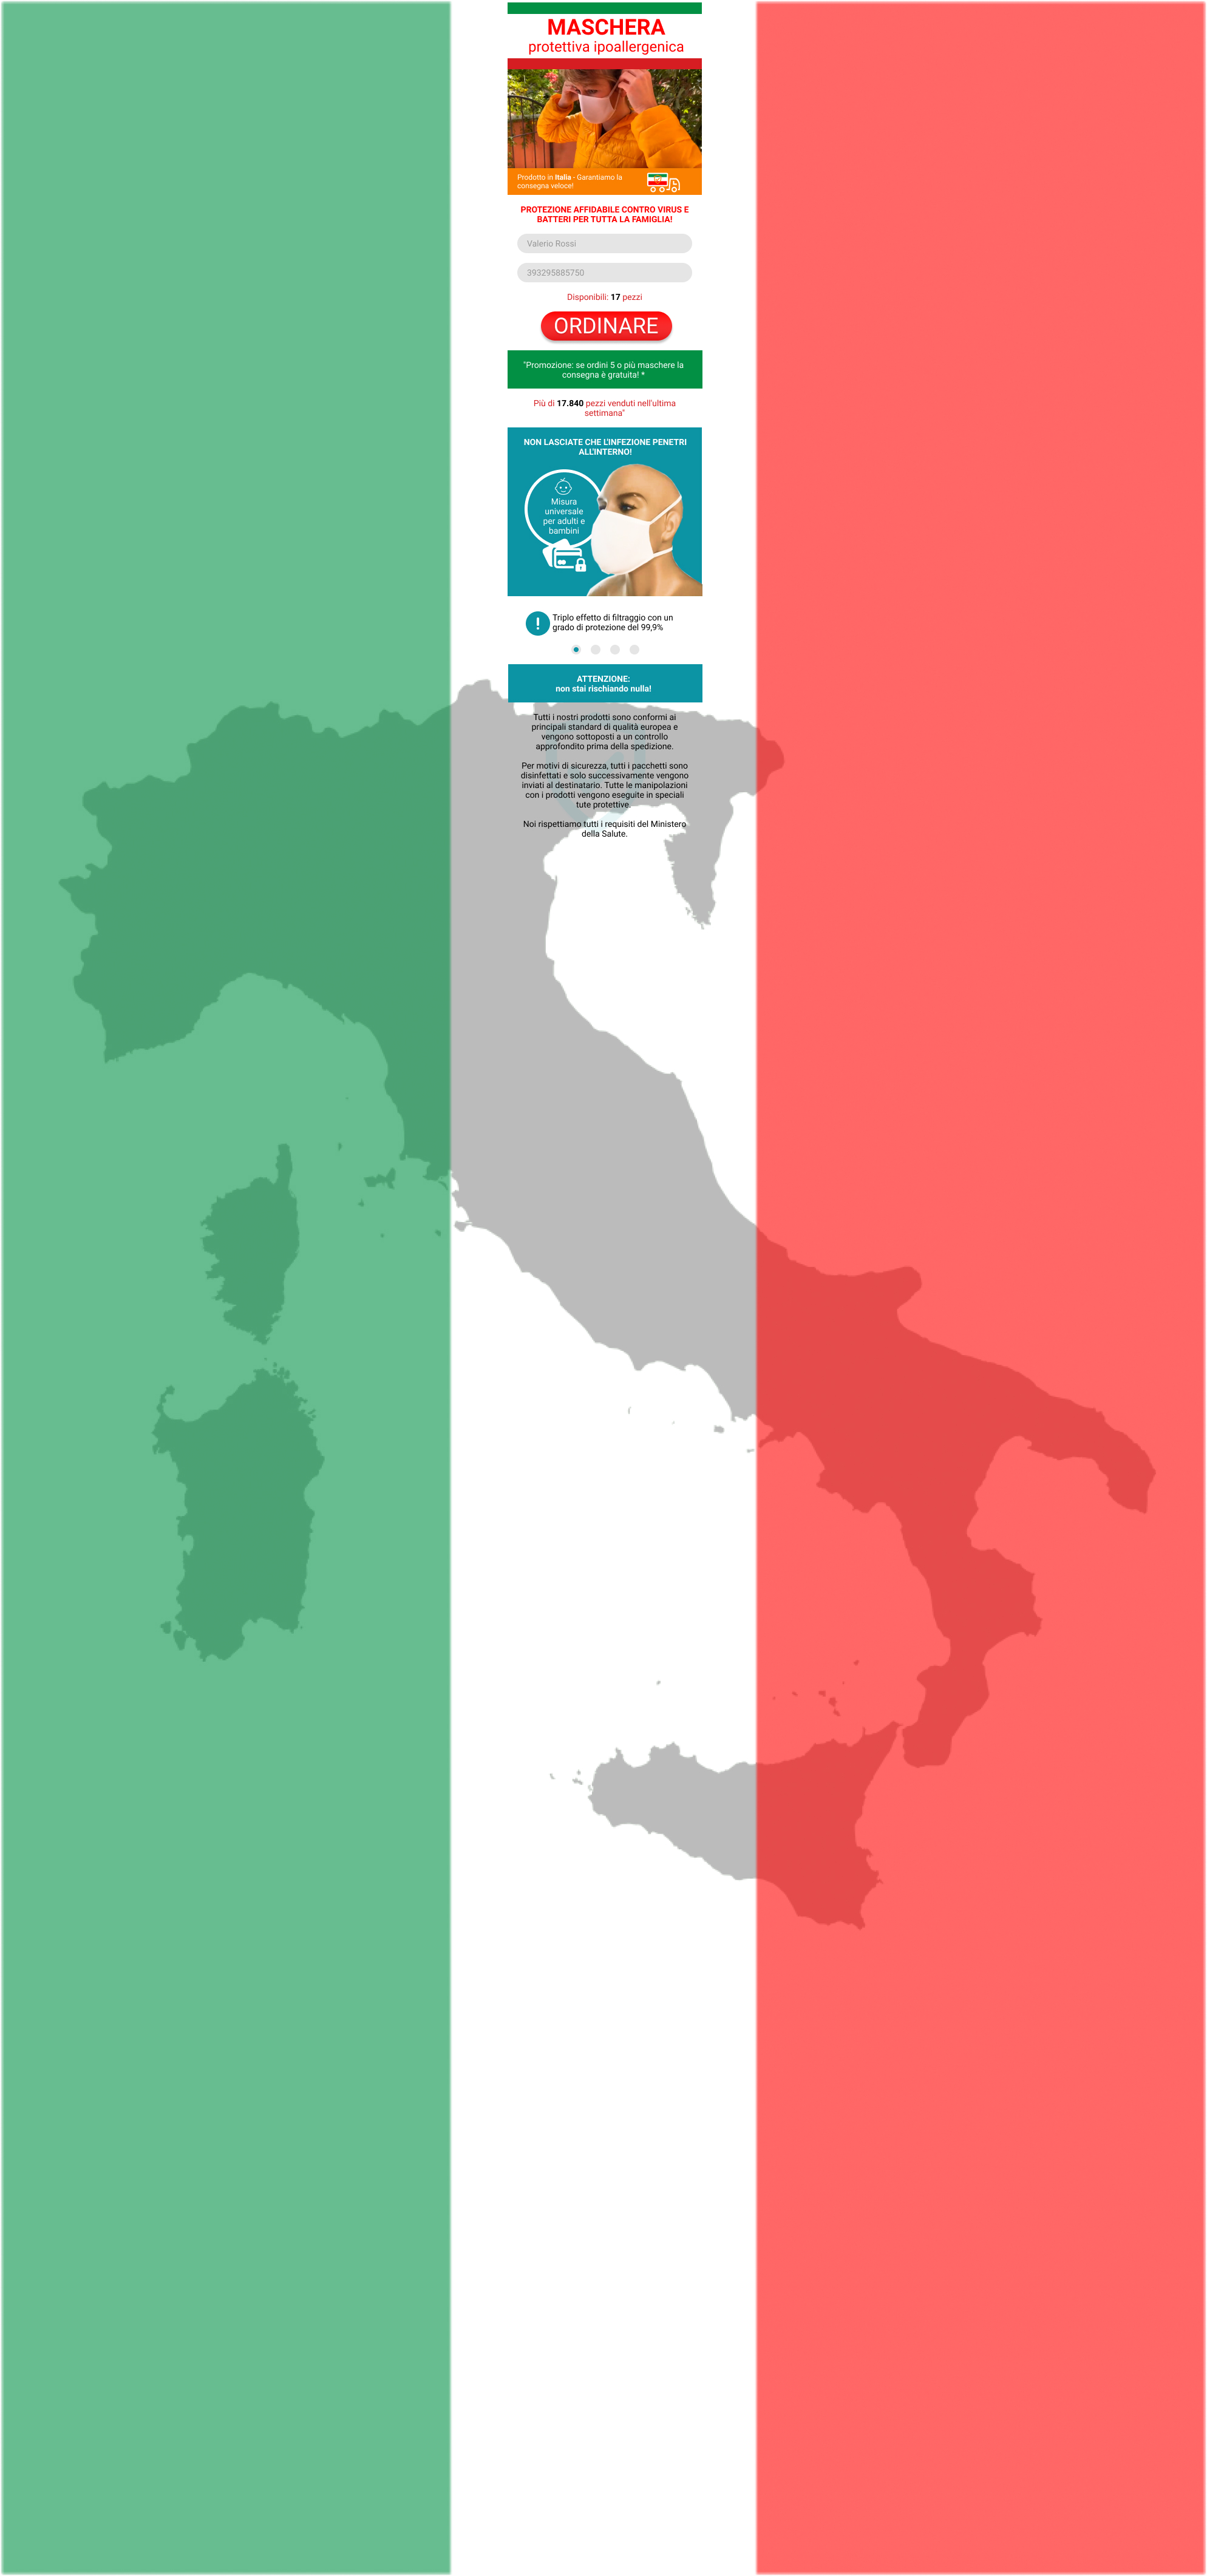 MASCHERA
protettiva ipoallergenica
Prodotto in Italia - Garantiamo la
consegna veloce!
PROTEZIONE AFFIDABILE CONTRO VIRUS E
BATTERI PER TUTTA LA FAMIGLIA!
Valerio Rossi
393295885750
Disponibili: 17 pezzi
ORDINARE
"Promozione: se ordini 5 o più maschere la
consegna è gratuita! *
Più di 17.840 pezzi venduti nell'ultima
settimana"
NON LASCIATE CHE L'INFEZIONE PENETRI
ALL'INTERNO!
Misura
universale
per adulti e
bambini
! Triplo effetto di filtraggio con un
grado di protezione del 99,9%
ATTENZIONE:
non stai rischiando nulla!
Tutti i nostri prodotti sono conformi ai
principali standard di qualità europea e
vengono sottoposti a un controllo
approfondito prima della spedizione.
Per motivi di sicurezza, tutti i pacchetti sono
disinfettati e solo successivamente vengono
inviati al destinatario. Tutte le manipolazioni
con i prodotti vengono eseguite in speciali
tute protettive.
Noi rispettiamo tutti i requisiti del Ministero
della Salute.